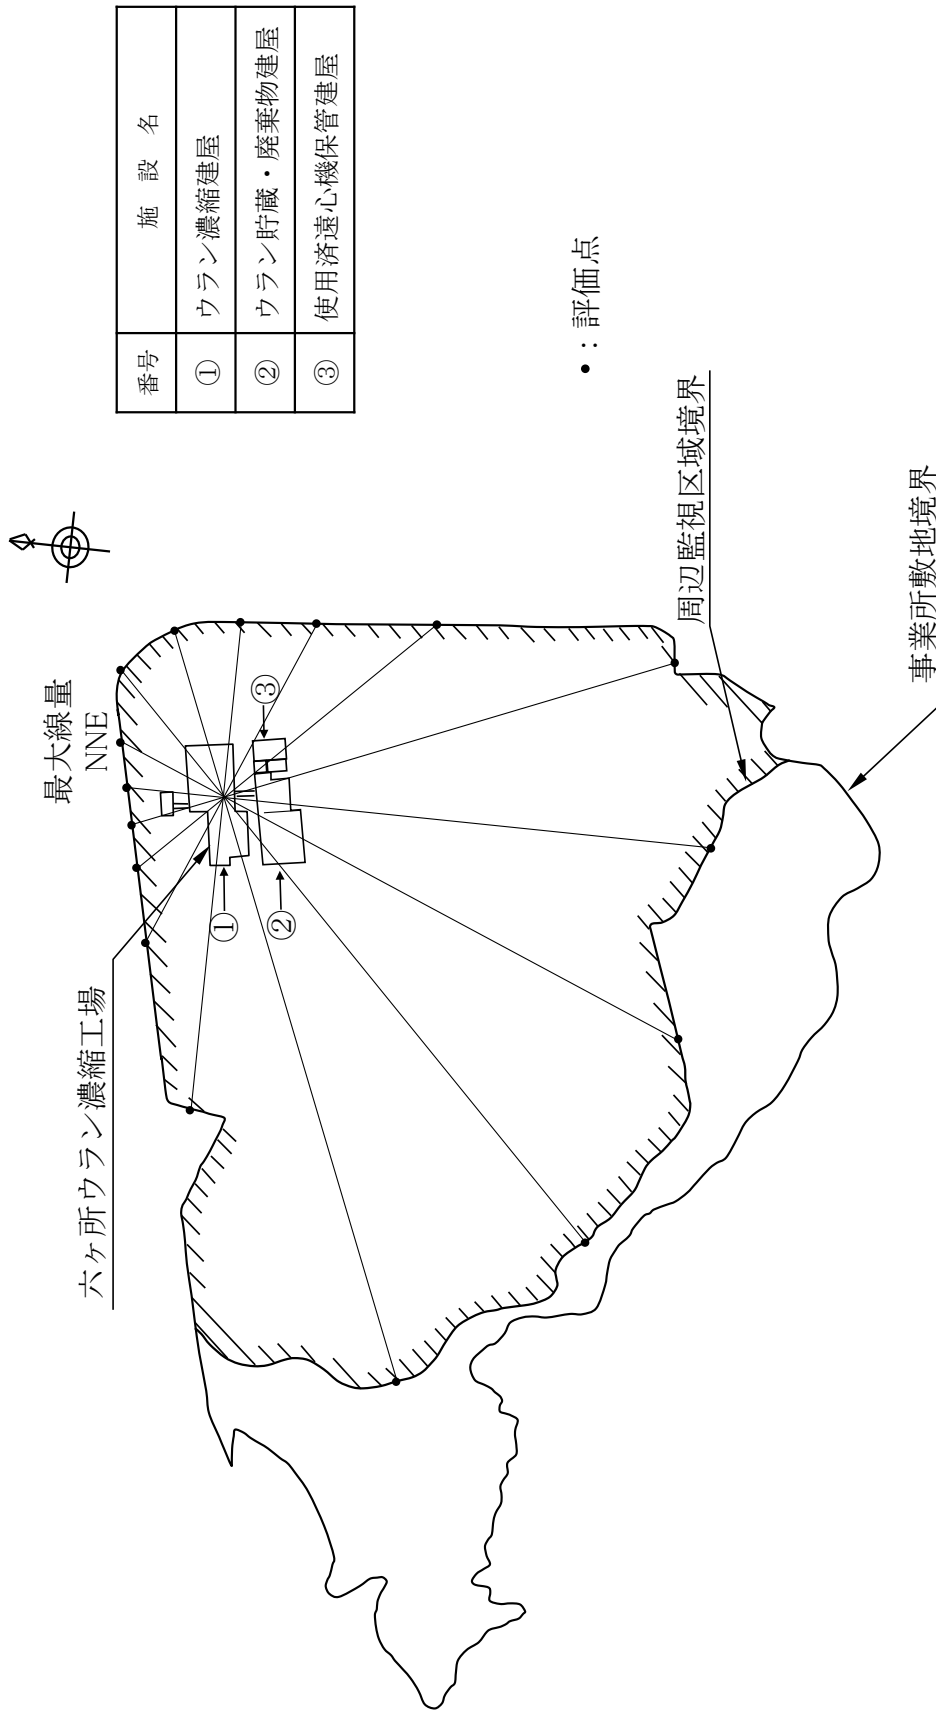 番号 施設名
① ウラン濃縮建屋
② ウラン貯蔵・廃棄物建屋
③ 使用済遠心機保管建屋
●：評価点
最大線量
NNE
六ヶ所ウラン濃縮工場
①
②
③
周辺監視区域境界
事業所敷地境界